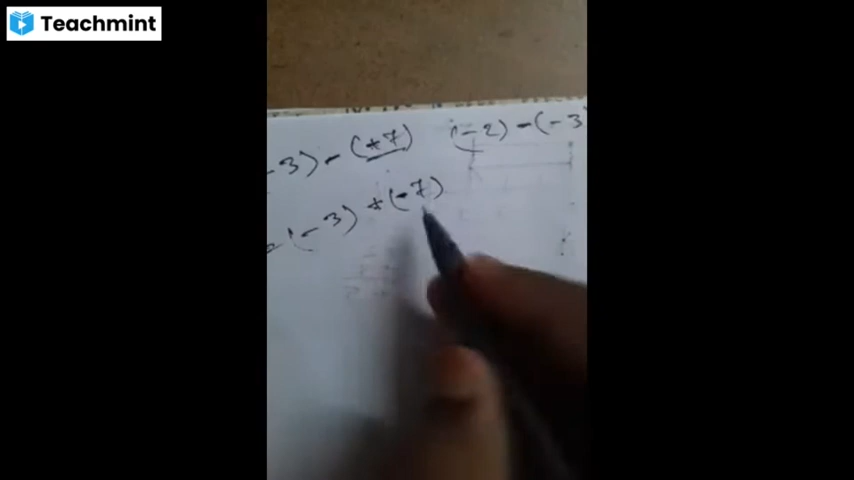 Teachmint
-3) - (+7) (-2) - (-3
= (-3) + (-7)